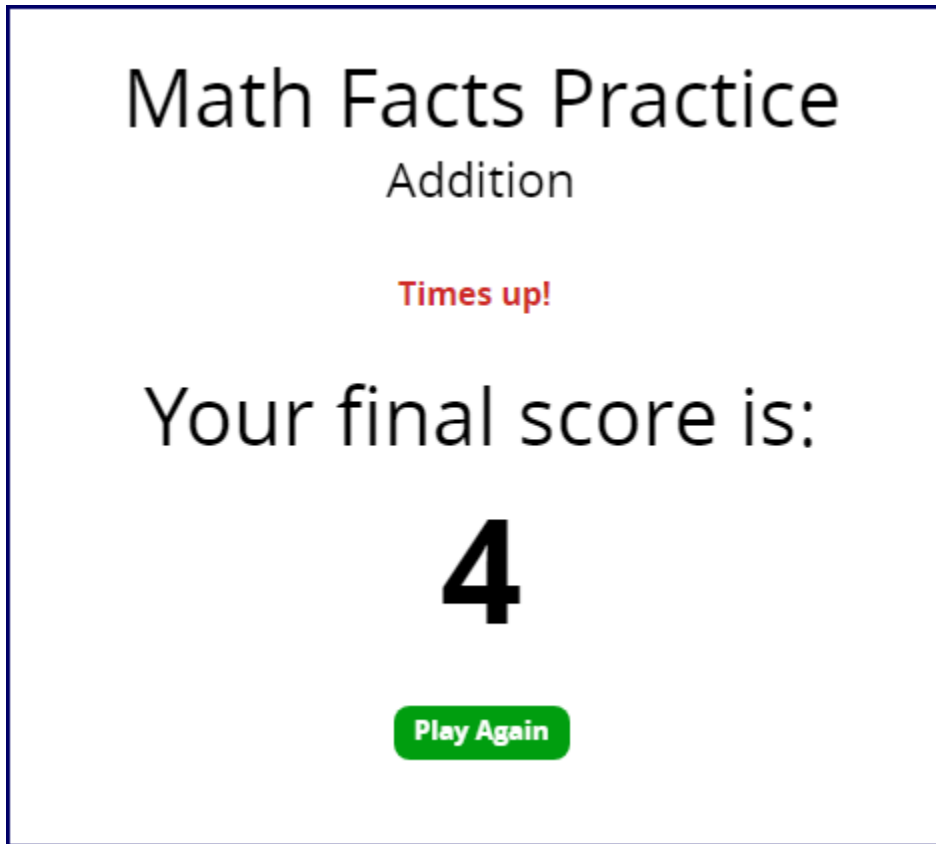 Math Facts Practice
Addition
Times up!
Your final score is:
4
Play Again